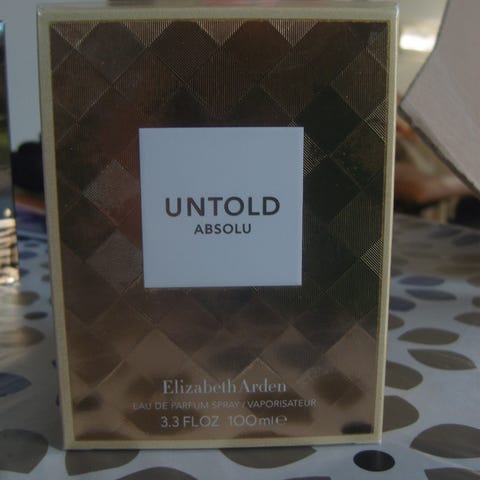 UNTOLD
ABSOLU
Elizabeth Arden
EAU DE PARFUM SPRAY / VAPORISATEUR
3.3 FL OZ 100ml℮